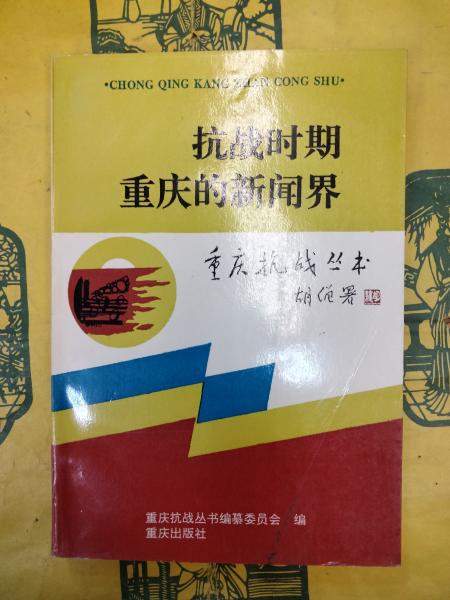 ·CHONG QING KANG ZHAN CONG SHU·
抗战时期
重庆的新闻界
重庆抗战丛书
胡绳署
重庆抗战丛书编纂委员会 编
重庆出版社